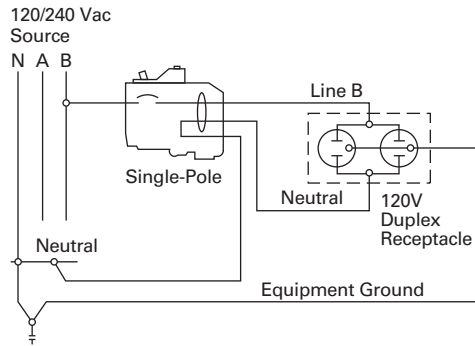 120/240 Vac
Source
N A B
Line B
Single-Pole
Neutral
120V
Duplex
Receptacle
Neutral
Equipment Ground